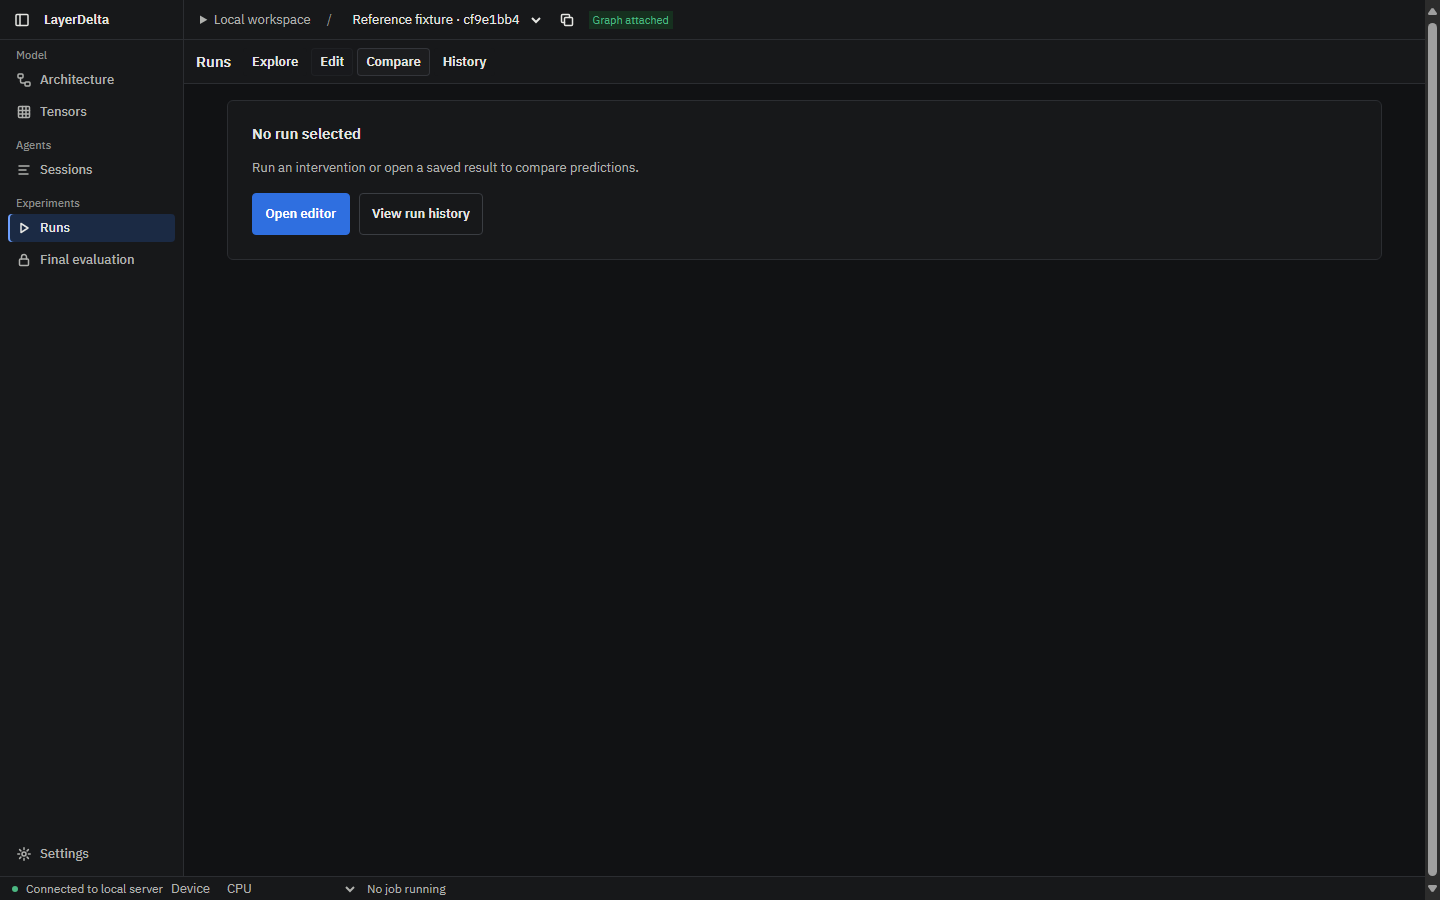 LayerDelta
Local workspace / Reference fixture · cf9e1bb4 Graph attached
Model
Architecture
Tensors
Agents
Sessions
Experiments
Runs
Final evaluation
Settings
Runs Explore Edit Compare History
No run selected
Run an intervention or open a saved result to compare predictions.
Open editor View run history
Connected to local server Device CPU No job running